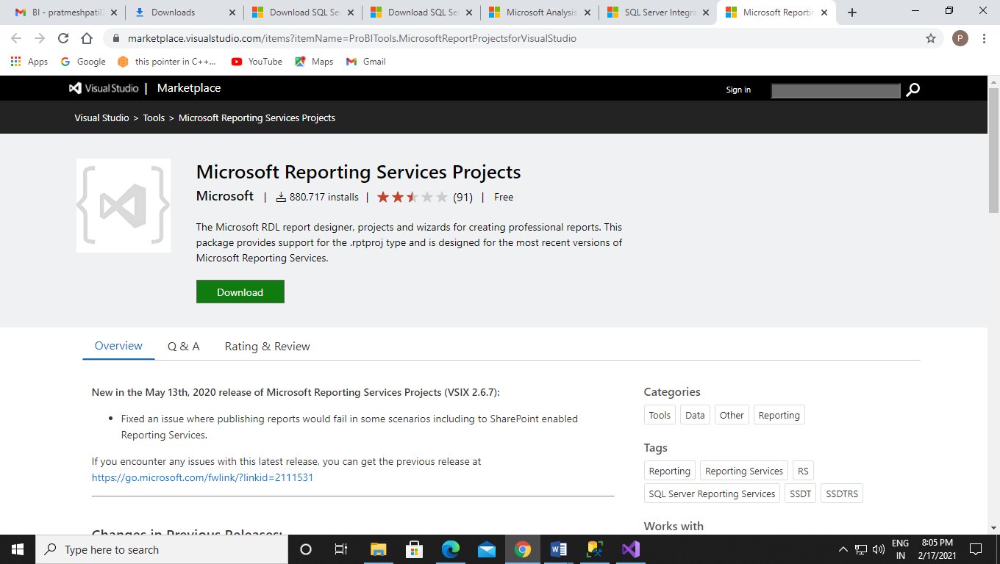 BI - pratmeshpatil
Downloads
Download SQL Se
Download SQL Se
Microsoft Analysis
SQL Server Integra
Microsoft Reportin
marketplace.visualstudio.com/items?itemName=ProBITools.MicrosoftReportProjectsforVisualStudio
P
Apps
Google
this pointer in C++...
YouTube
Maps
Gmail
Visual Studio | Marketplace
Sign in
Visual Studio > Tools > Microsoft Reporting Services Projects
Microsoft Reporting Services Projects
Microsoft | 880,717 installs | (91) | Free
The Microsoft RDL report designer, projects and wizards for creating professional reports. This
package provides support for the .rptproj type and is designed for the most recent versions of
Microsoft Reporting Services.
Download
Overview
Q & A
Rating & Review
New in the May 13th, 2020 release of Microsoft Reporting Services Projects (VSIX 2.6.7):
• Fixed an issue where publishing reports would fail in some scenarios including to SharePoint enabled
Reporting Services.
If you encounter any issues with this latest release, you can get the previous release at
https://go.microsoft.com/fwlink/?linkid=2111531
Changes in Previous Releases:
Categories
Tools
Data
Other
Reporting
Tags
Reporting
Reporting Services
RS
SQL Server Reporting Services
SSDT
SSDTRS
Works with
Type here to search
ENG
IN
8:05 PM
2/17/2021